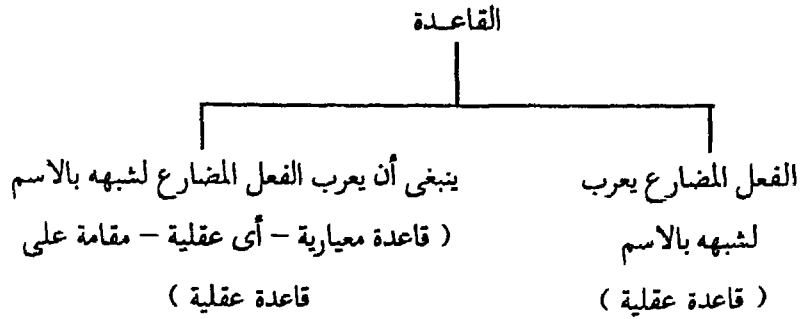 القاعدة
الفعل المضارع يعرب
لشبهه بالاسم
( قاعدة عقلية )
ينبغى أن يعرب الفعل المضارع لشبهه بالاسم
( قاعدة معيارية – أى عقلية – مقامة على
قاعدة عقلية )